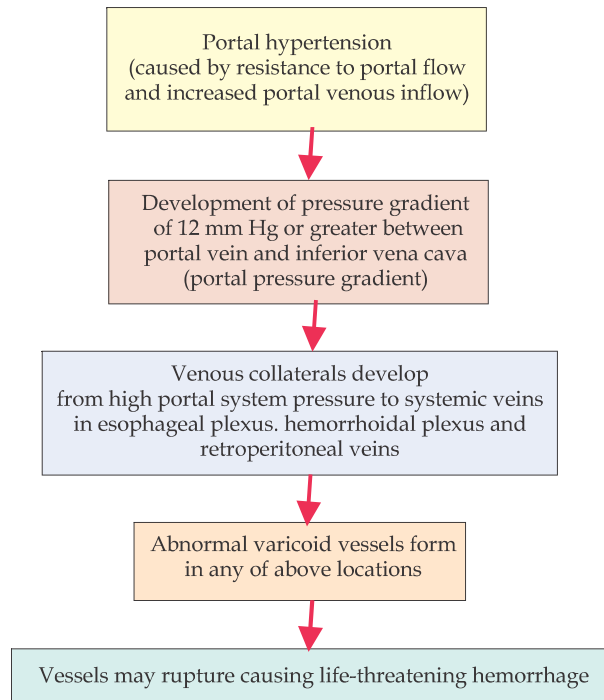 Portal hypertension
(caused by resistance to portal flow
and increased portal venous inflow)
Development of pressure gradient
of 12 mm Hg or greater between
portal vein and inferior vena cava
(portal pressure gradient)
Venous collaterals develop
from high portal system pressure to systemic veins
in esophageal plexus. hemorrhoidal plexus and
retroperitoneal veins
Abnormal varicoid vessels form
in any of above locations
Vessels may rupture causing life-threatening hemorrhage